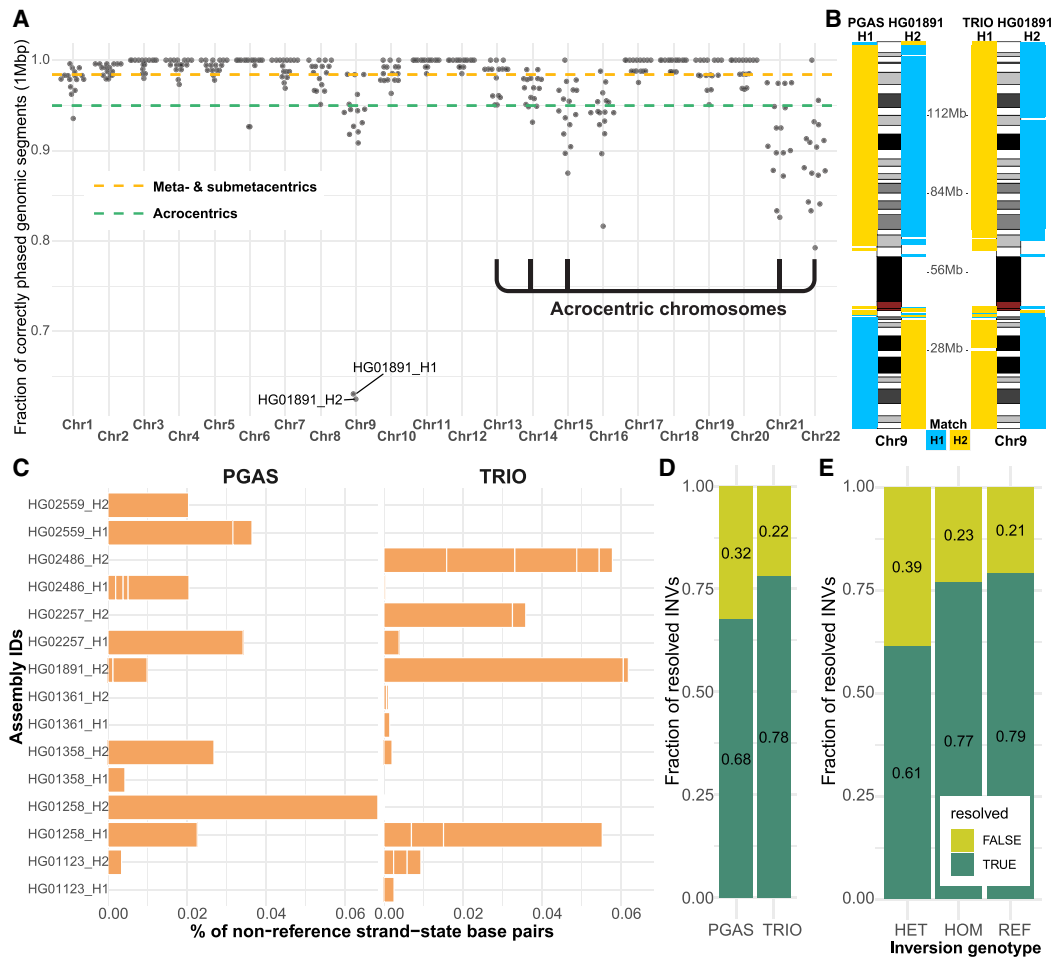 A
Fraction of correctly phased genomic segments (1Mbp)
1.0
0.9
0.8
0.7
Meta- & submetacentrics
Acrocentrics
Acrocentric chromosomes
HG01891_H1
HG01891_H2
Chr1 Chr3 Chr5 Chr7 Chr9 Chr11 Chr13 Chr15 Chr17 Chr19 Chr21
Chr2 Chr4 Chr6 Chr8 Chr10 Chr12 Chr14 Chr16 Chr18 Chr20 Chr22
B
PGAS HG01891 TRIO HG01891
H1 H2 H1 H2
112Mb
84Mb
56Mb
28Mb
Match
H1 H2
Chr9 Chr9
C
PGAS TRIO
Assembly IDs
HG02559_H2
HG02559_H1
HG02486_H2
HG02486_H1
HG02257_H2
HG02257_H1
HG01891_H2
HG01361_H2
HG01361_H1
HG01358_H2
HG01358_H1
HG01258_H2
HG01258_H1
HG01123_H2
HG01123_H1
0.00 0.02 0.04 0.06 0.00 0.02 0.04 0.06
% of non-reference strand-state base pairs
D
Fraction of resolved INVs
1.00
0.75
0.50
0.25
0.00
0.32 0.22
0.68 0.78
PGAS TRIO
E
Fraction of resolved INVs
1.00
0.75
0.50
0.25
0.00
0.39 0.23 0.21
0.61 0.77 0.79
resolved
FALSE
TRUE
HET HOM REF
Inversion genotype